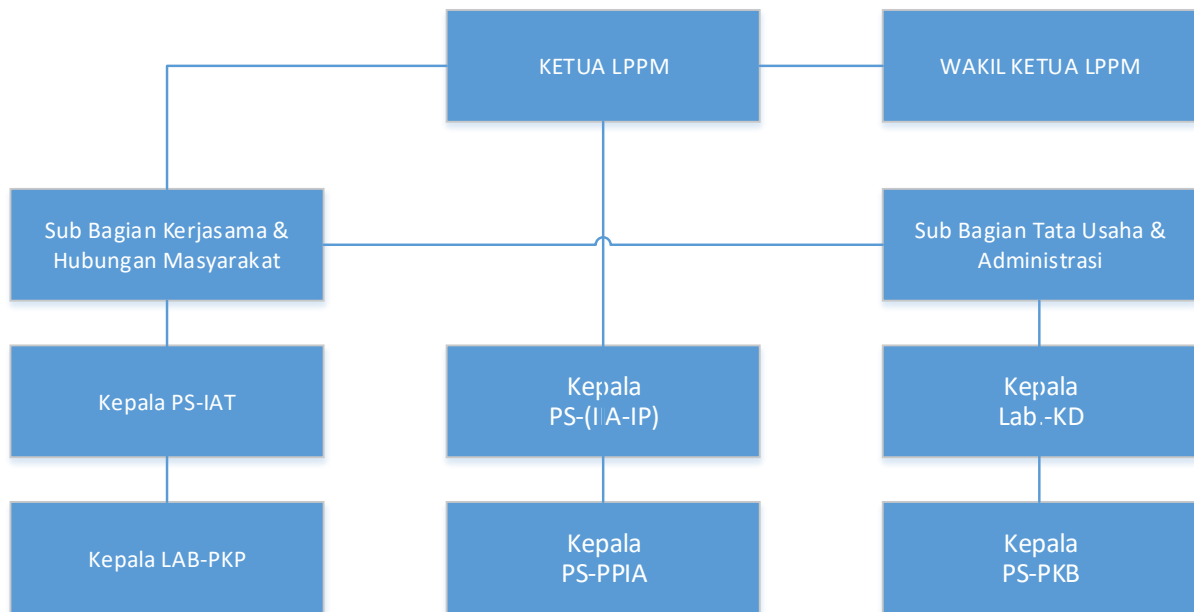 KETUA LPPM
WAKIL KETUA LPPM
Sub Bagian Kerjasama &
Hubungan Masyarakat
Sub Bagian Tata Usaha &
Administrasi
Kepala PS-IAT
Kepala
PS-(IIA-IP)
Kepala
Lab.-KD
Kepala LAB-PKP
Kepala
PS-PPIA
Kepala
PS-PKB